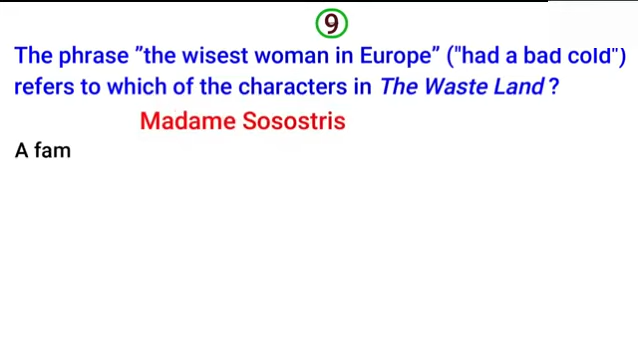 9
The phrase ”the wisest woman in Europe” ("had a bad cold")
refers to which of the characters in The Waste Land ?
Madame Sosostris
A fam